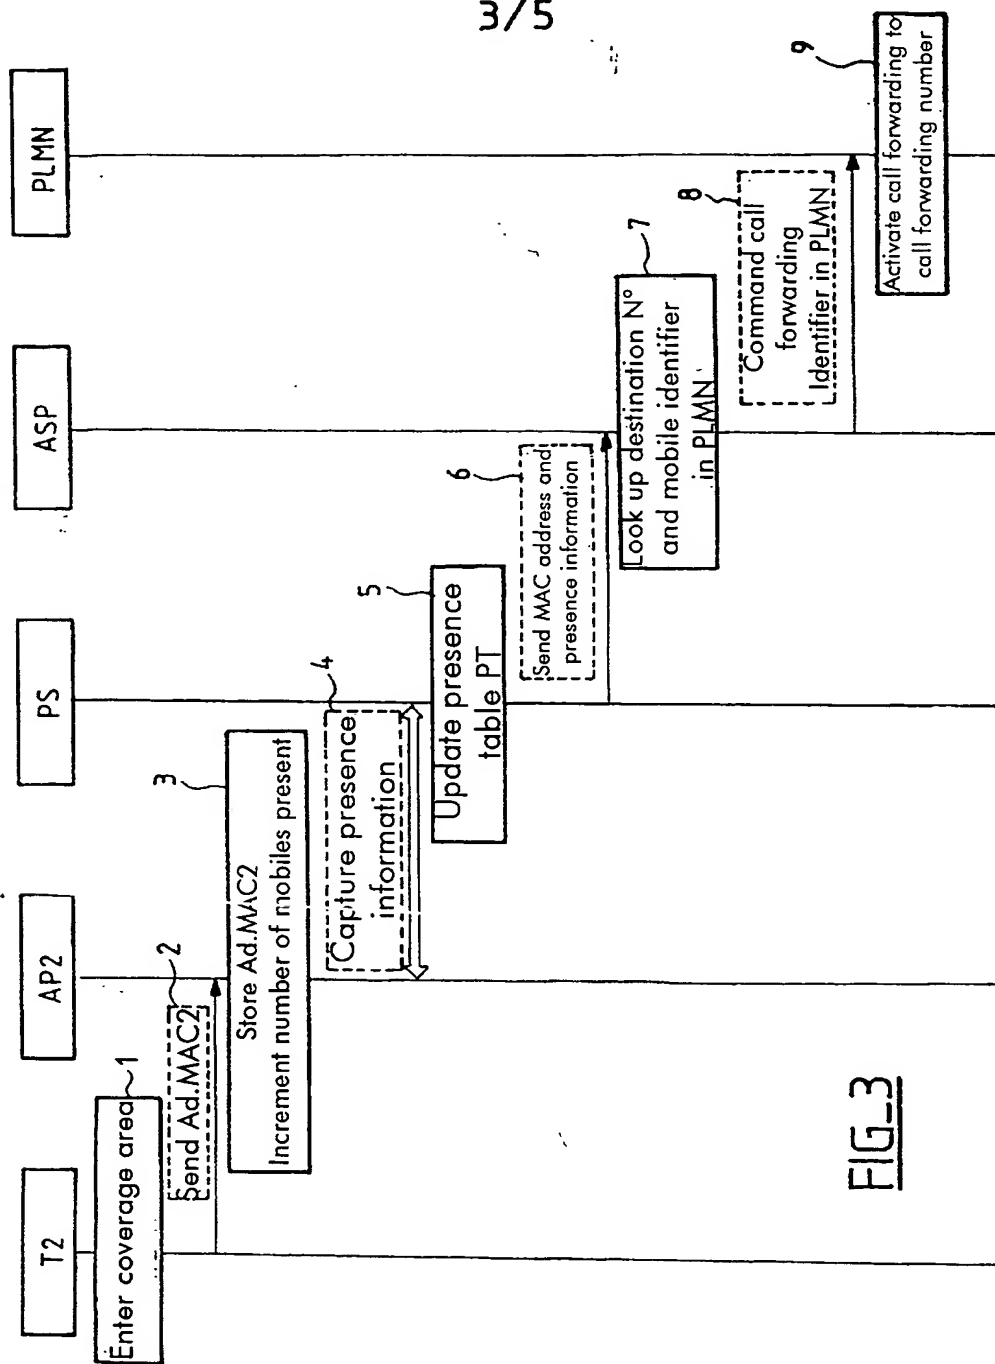 3/5
T2
AP2
PS
ASP
PLMN
Enter coverage area
1
Send Ad.MAC2
2
Store Ad.MAC2
Increment number of mobiles present
3
Capture presence
information
4
Update presence
table PT
5
Send MAC address and
presence information
6
Look up destination N°
and mobile identifier
in PLMN
7
Command call
forwarding
Identifier in PLMN
8
Activate call forwarding to
call forwarding number
9
FIG_3